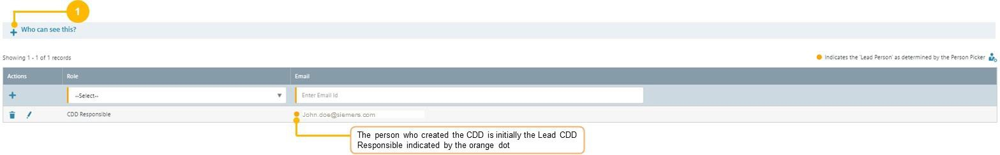 1
Who can see this?
Showing 1 - 1 of 1 records
Indicates the 'Lead Person' as determined by the Person Picker
Actions Role Email
--Select-- Enter Email Id
CDD Responsible John.doe@siemens.com
The person who created the CDD is initially the Lead CDD
Responsible indicated by the orange dot